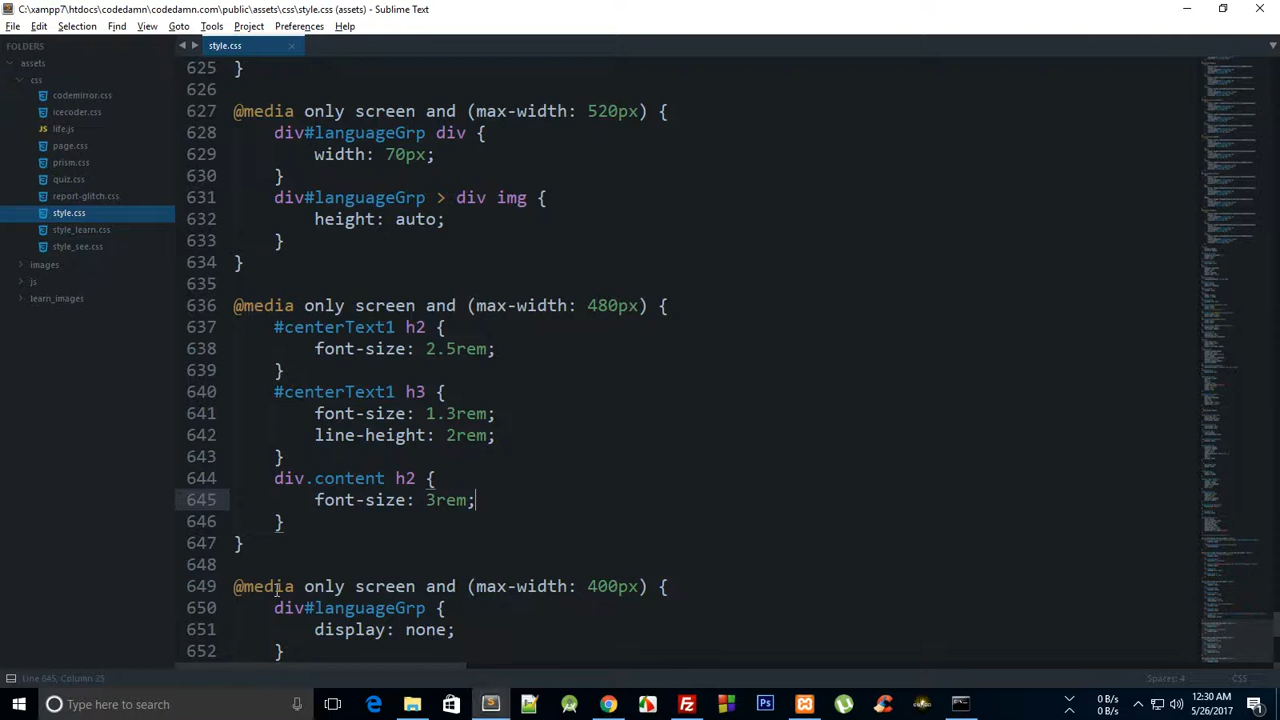 C:\xampp7\htdocs\codedamn\codedamn.com\public\assets\css\style.css (assets) - Sublime Text
File Edit Selection Find View Goto Tools Project Preferences Help
FOLDERS
assets
css
codemirror.css
icecoder.css
life.js
page.css
prism.css
quiz.css
report-glitch.css
style.css
style_learn.css
style_see.css
images
js
learn_images
style.css
625 }
626
627 @media only screen and (max-width: 520px) {
628 div#languageGrp div {
629 width: 70px;
630 }
631 div#languageGrp > div img {
632 height: auto;
633 }
634 }
635
636 @media only screen and (max-width: 480px) {
637 #centerText1 h2 {
638 font-size: 2.5rem;
639 }
640 #centerText1 h3 {
641 font-size: 1.3rem;
642 line-height: 2rem;
643 }
644 div.content h2 {
645 font-size: 3rem;
646 }
647 }
648
649 @media only screen and (max-width: 460px) {
650 div#languageGrp {
651 display: none;
652 }
Line 645, Column 25
Spaces: 4
CSS
Type here to search
0 B/s
0 B/s
0 B/s
0 B/s
12:30 AM
5/26/2017